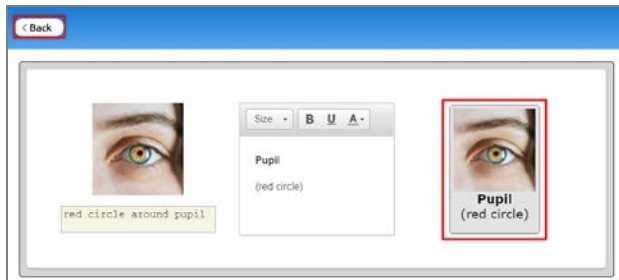 < Back
Size
B U A
Pupil
(red circle)
red circle around pupil
Pupil
(red circle)